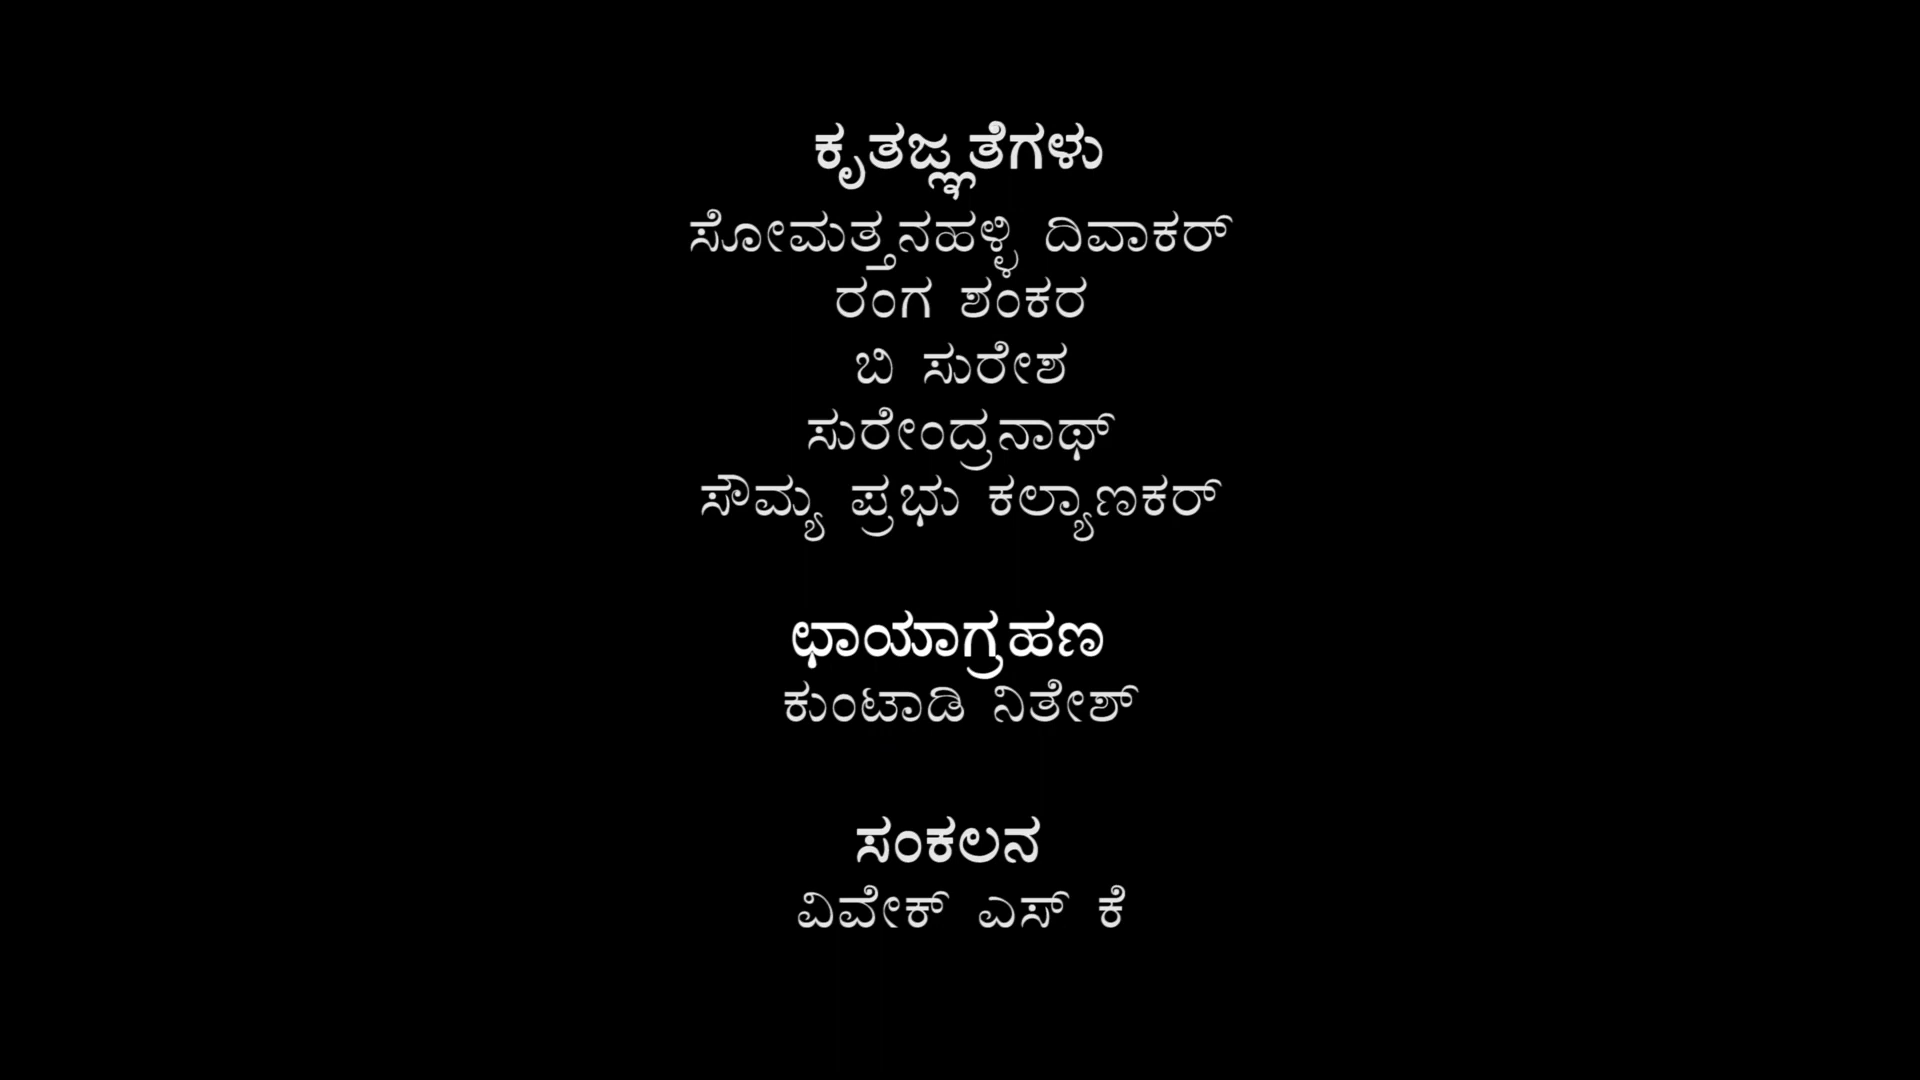 ಕೃತಜ್ಞತೆಗಳು
ಸೋಮತ್ತನಹಳ್ಳಿ ದಿವಾಕರ್
ರಂಗ ಶಂಕರ
ಬಿ ಸುರೇಶ
ಸುರೇಂದ್ರನಾಥ್
ಸೌಮ್ಯ ಪ್ರಭು ಕಲ್ಯಾಣಕರ್
ಛಾಯಾಗ್ರಹಣ
ಕುಂಟಾಡಿ ನಿತೇಶ್
ಸಂಕಲನ
ವಿವೇಕ್ ಎಸ್ ಕೆ